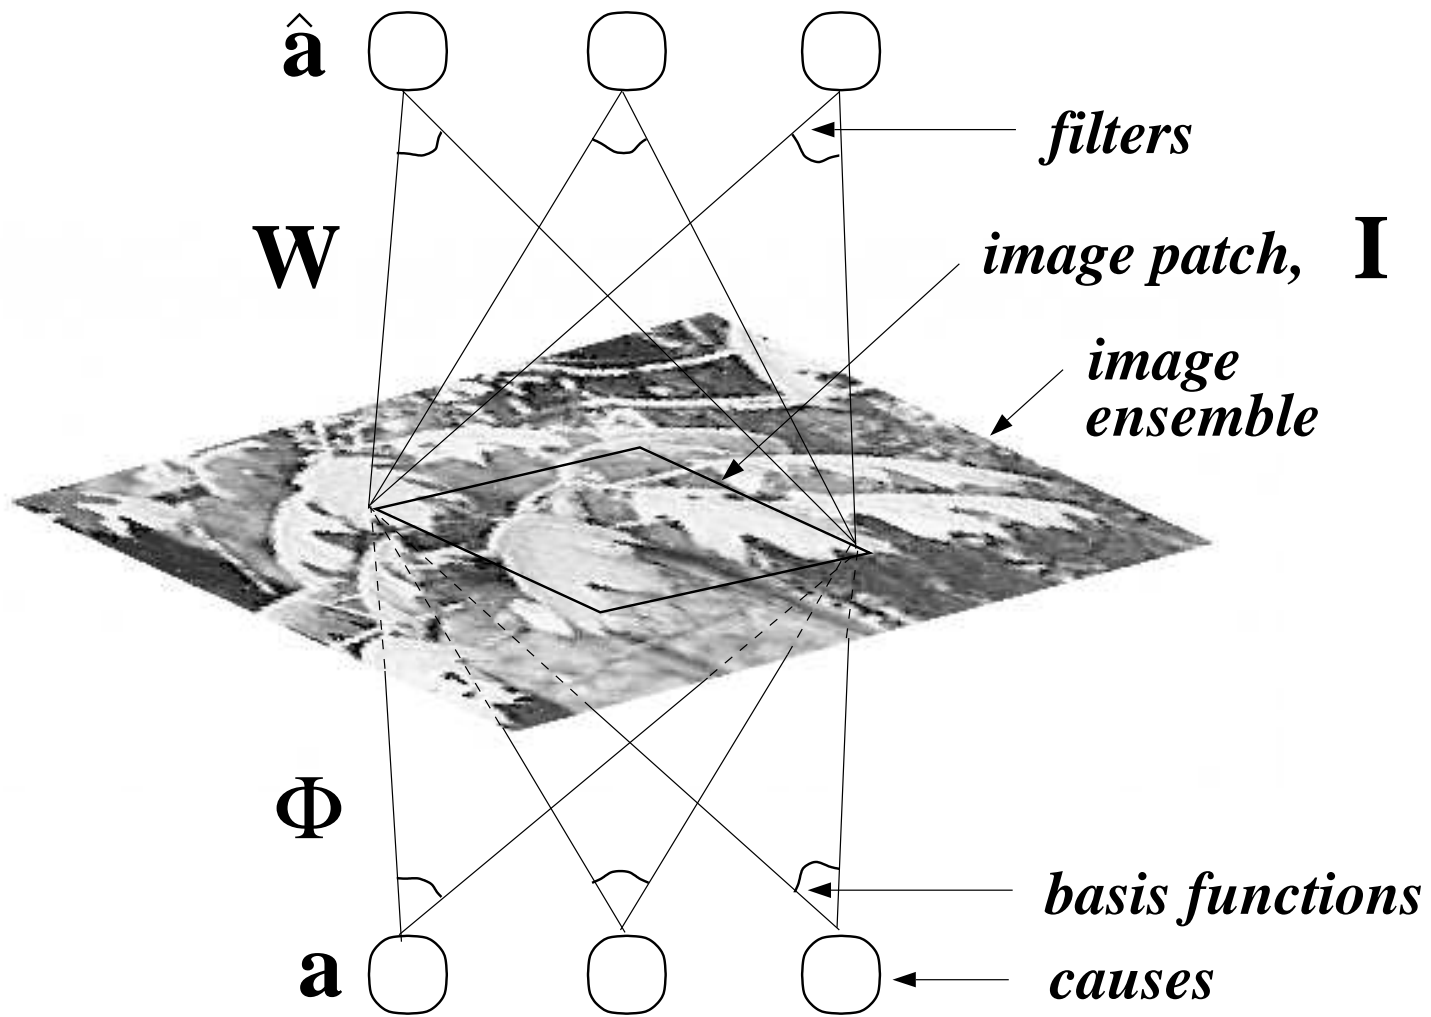 â
filters
W
image patch, I
image
ensemble
Φ
basis functions
a
causes